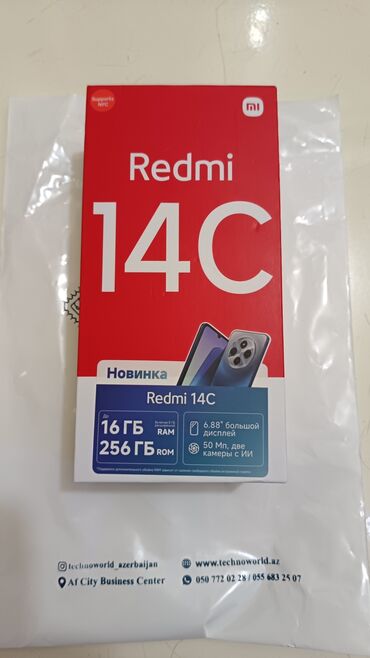 Supports NFC
mi
Redmi
14C
Новинка
Redmi 14C
До
16 ГБ RAM
256 ГБ ROM
6.88" большой
дисплей
50 Мп, две
камеры с ИИ
technoworld_azerbaijan
Af City Business Center
www.technoworld.az
050 772 02 28 / 055 683 25 07